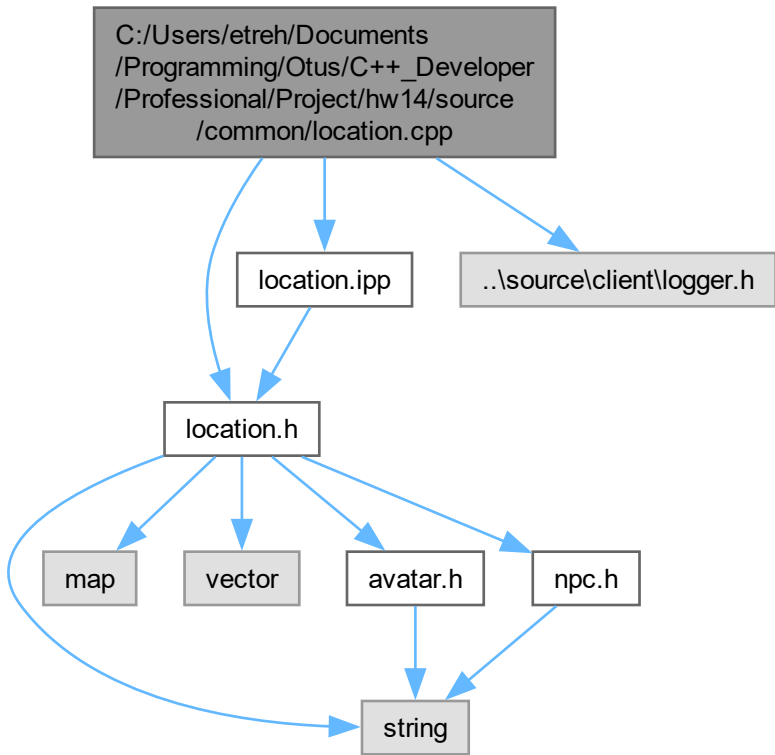 C:/Users/etreh/Documents
/Programming/Otus/C++_Developer
/Professional/Project/hw14/source
/common/location.cpp
location.ipp
..\source\client\logger.h
location.h
map
vector
avatar.h
npc.h
string